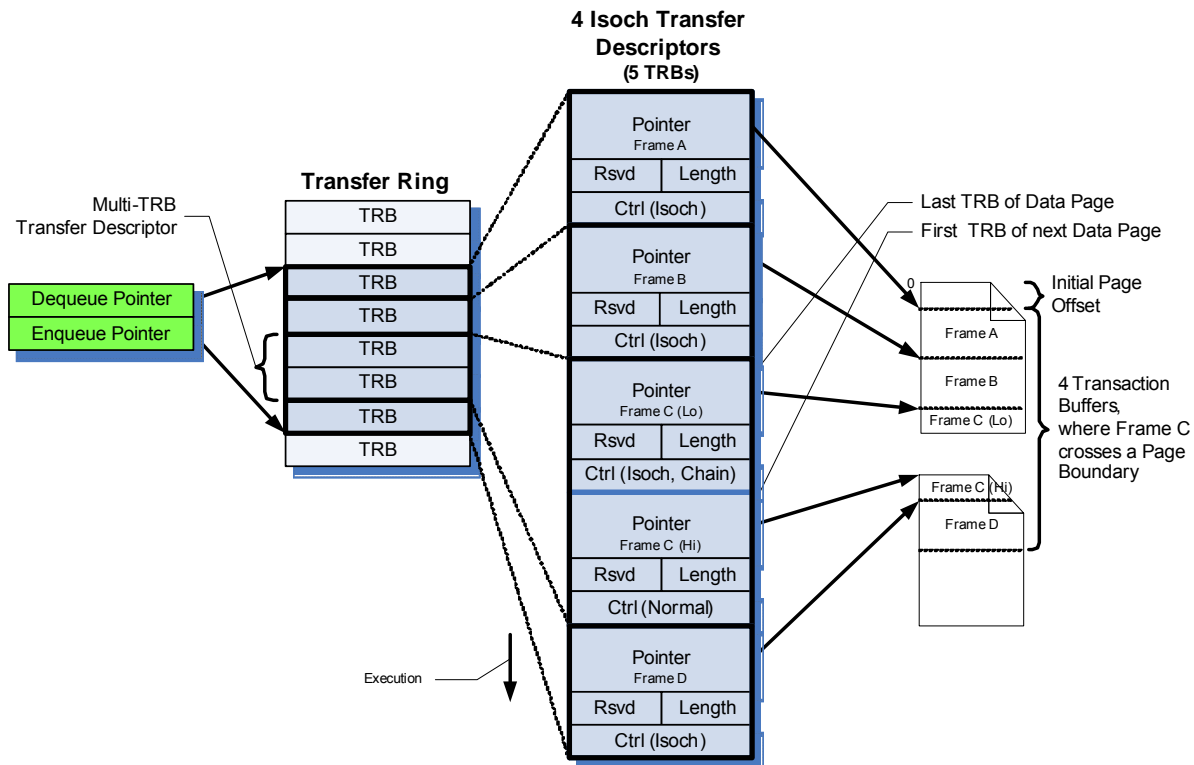 4 Isoch Transfer
Descriptors
(5 TRBs)
Transfer Ring
Multi-TRB
Transfer Descriptor
TRB
TRB
TRB
TRB
TRB
TRB
TRB
TRB
Dequeue Pointer
Enqueue Pointer
Execution
Pointer
Frame A
Rsvd Length
Ctrl (Isoch)
Pointer
Frame B
Rsvd Length
Ctrl (Isoch)
Pointer
Frame C (Lo)
Rsvd Length
Ctrl (Isoch, Chain)
Pointer
Frame C (Hi)
Rsvd Length
Ctrl (Normal)
Pointer
Frame D
Rsvd Length
Ctrl (Isoch)
Last TRB of Data Page
First TRB of next Data Page
0
Initial Page
Offset
Frame A
Frame B
Frame C (Lo)
Frame C (Hi)
Frame D
4 Transaction
Buffers,
where Frame C
crosses a Page
Boundary